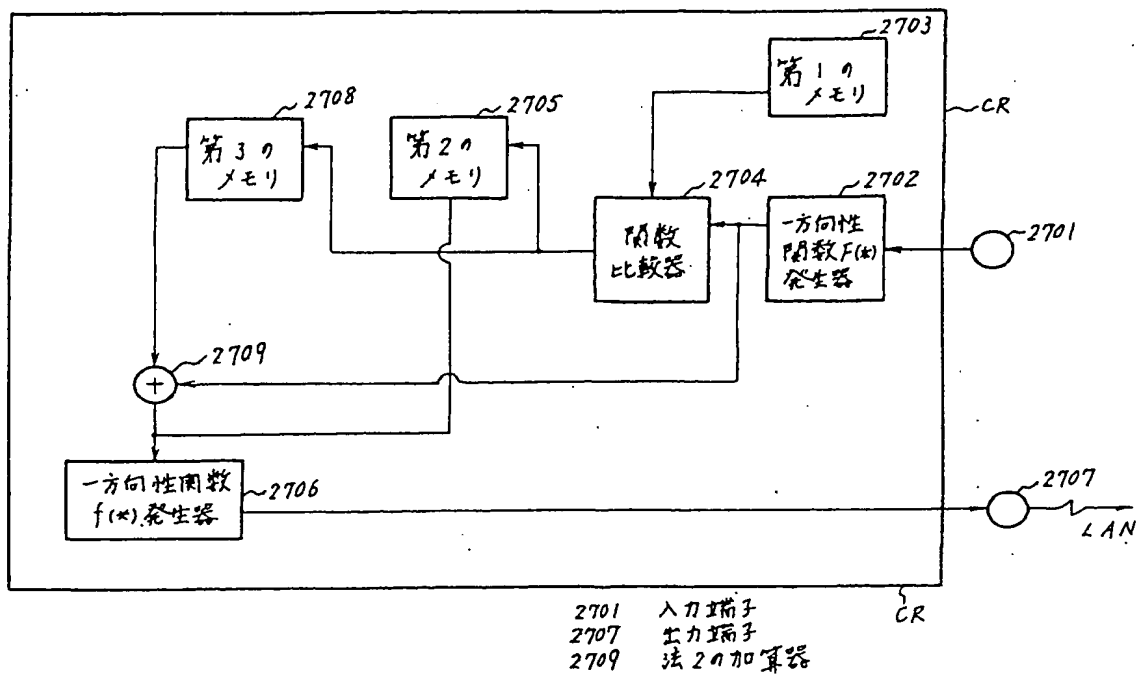 2703
第1の
メモリ
CR
2708
第3の
メモリ
2705
第2の
メモリ
2704
関数
比較器
2702
一方向性
関数F(*)
発生器
2701
2709
+
一方向性関数
f(*)発生器
2706
2707
LAN
CR
2701 入力端子
2707 出力端子
2709 法2の加算器